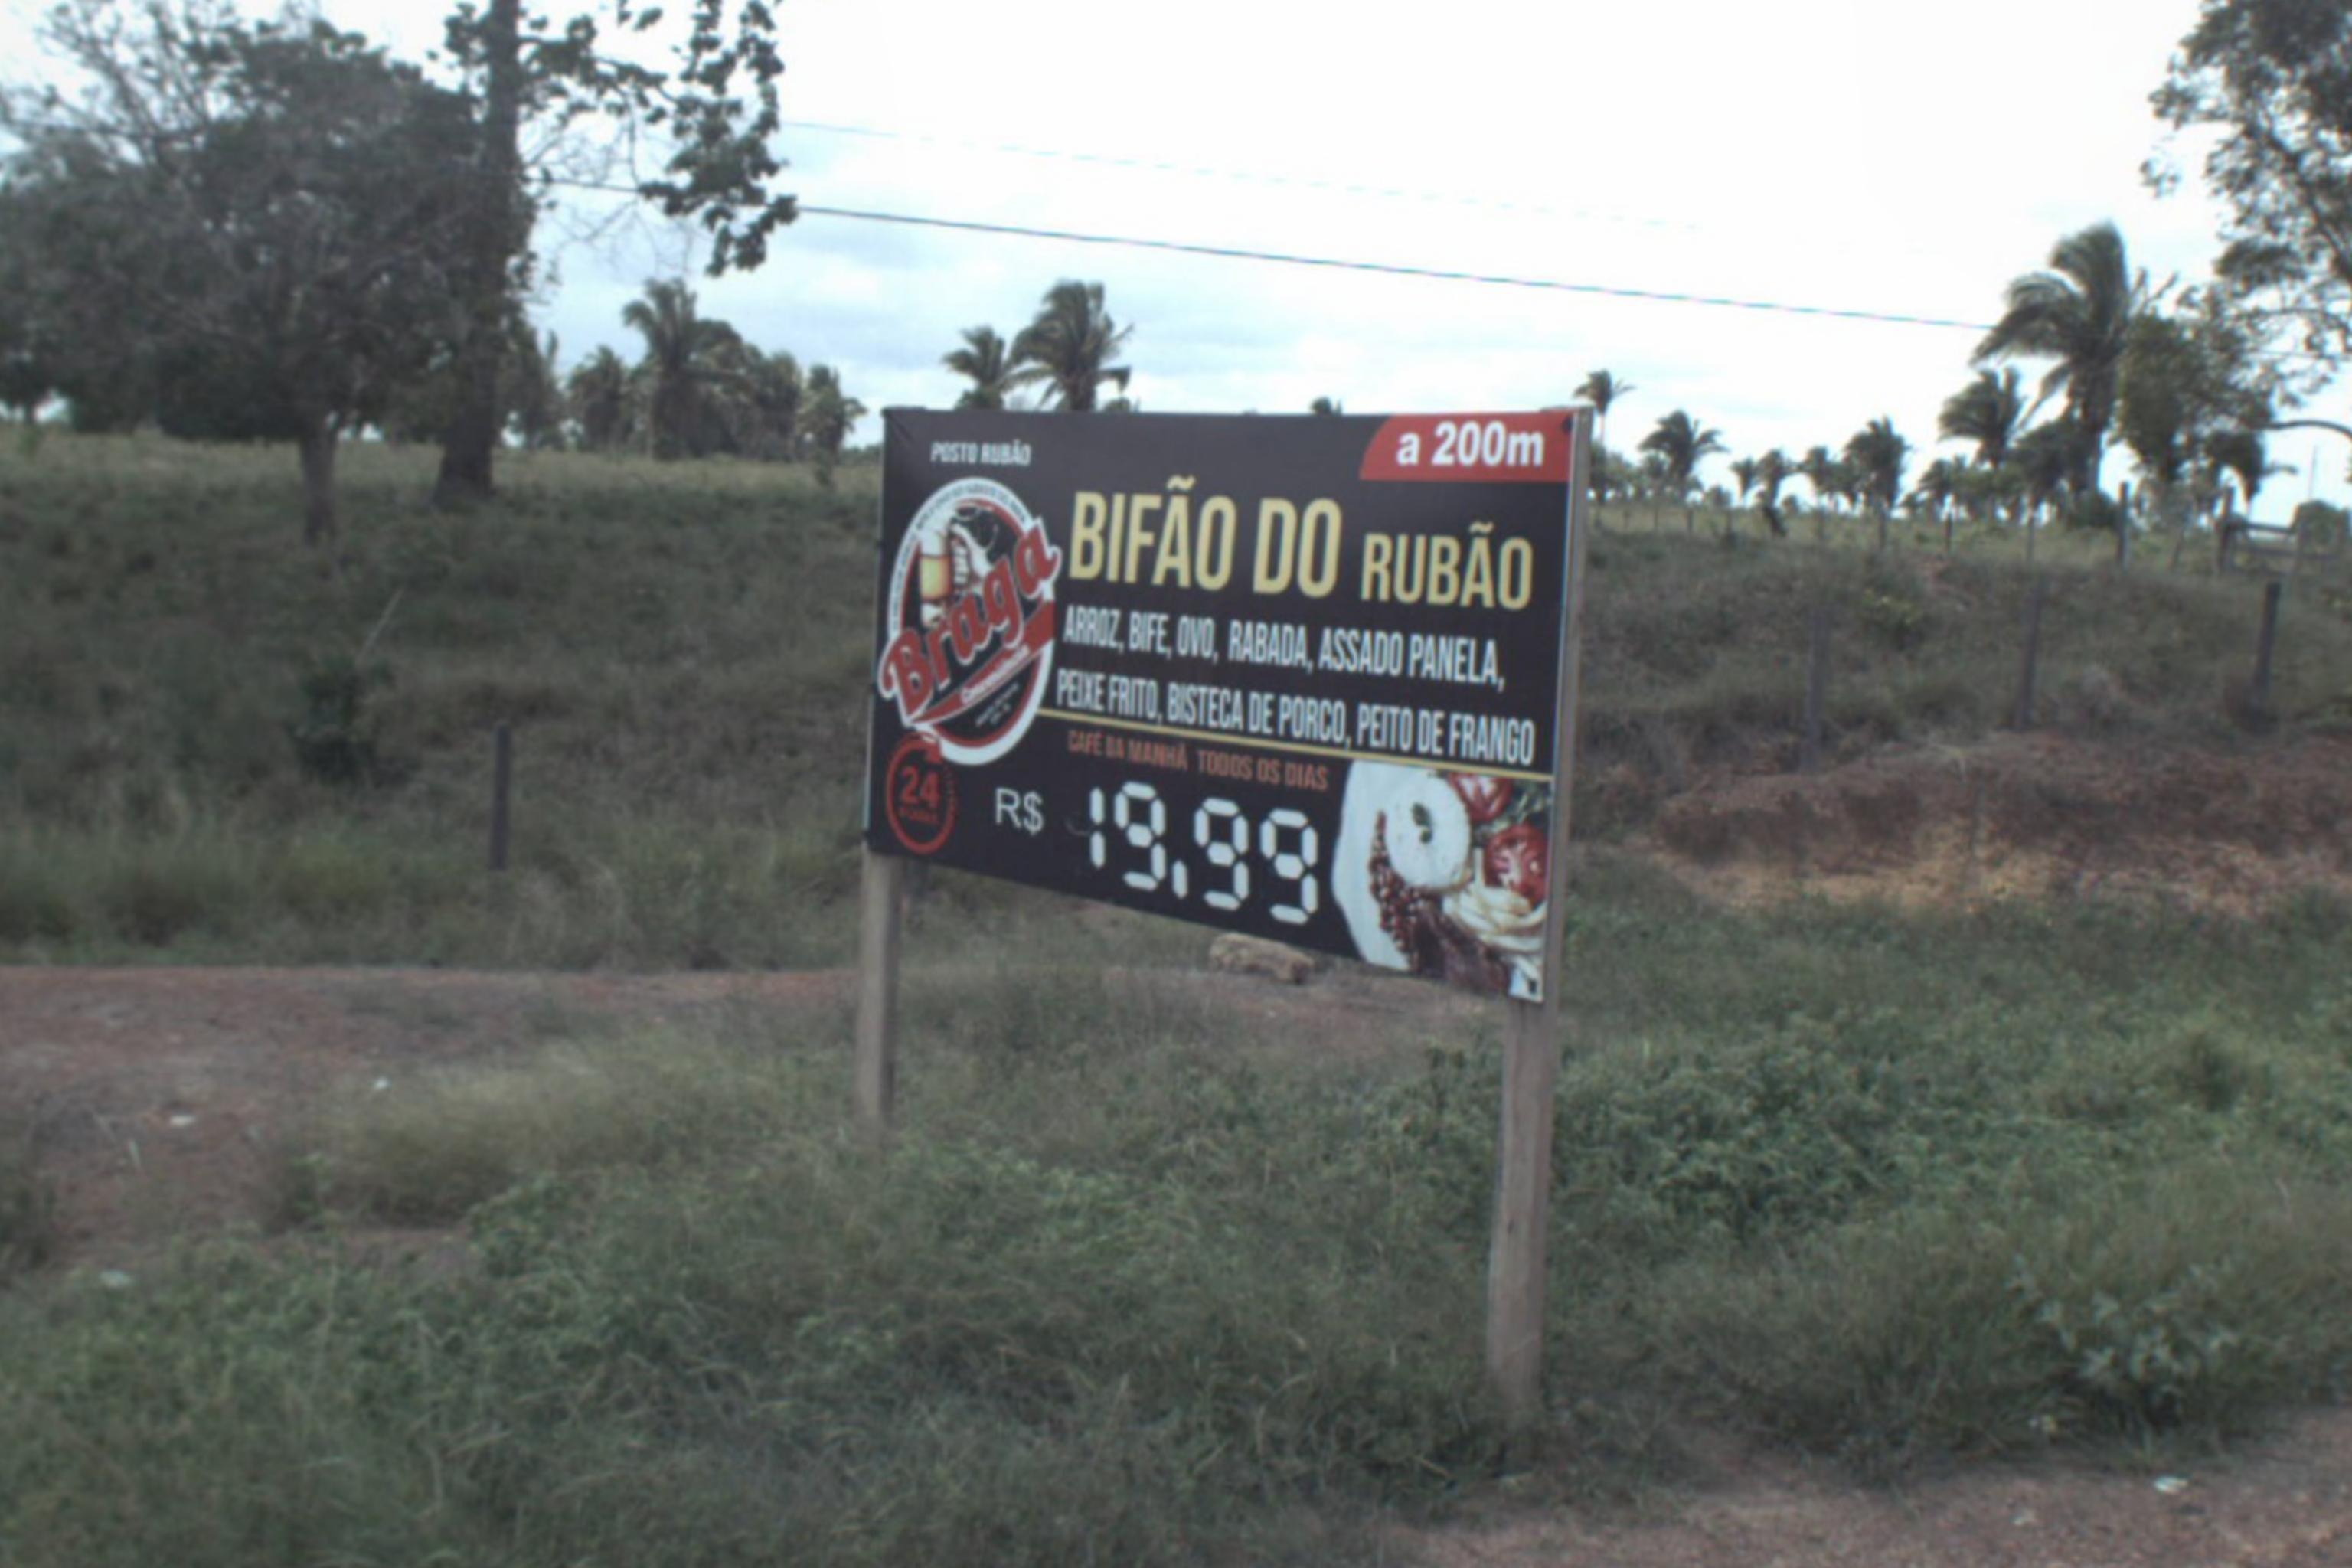 POSTO RUBÃO
a 200m
Braga
BIFÃO DO RUBÃO
ARROZ, BIFE, OVO, RABADA, ASSADO PANELA,
PEIXE FRITO, BISTECA DE PORCO, PEITO DE FRANGO
CAFÉ DA MANHÃ TODOS OS DIAS
24
R$ 19,99